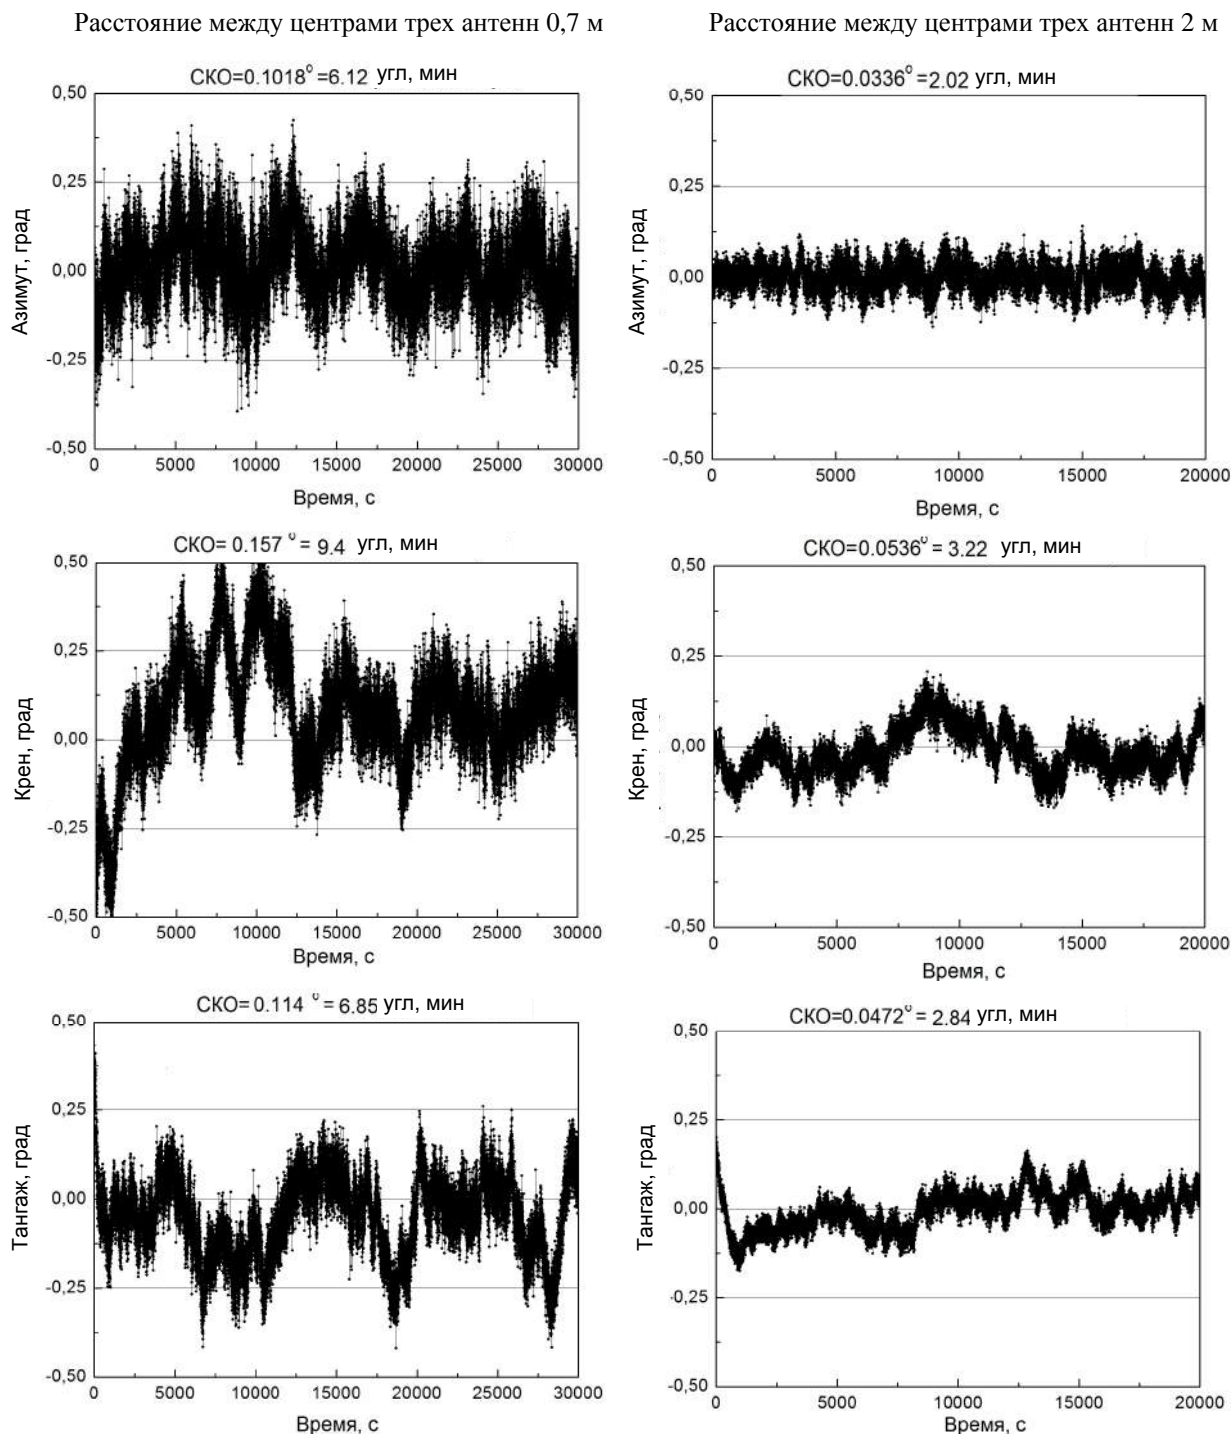 Расстояние между центрами трех антенн 0,7 м
Расстояние между центрами трех антенн 2 м
СКО=0.1018° =6.12 угл, мин
0,50
0,25
0,00
-0,25
-0,50
Азимут, град
0 5000 10000 15000 20000 25000 30000
Время, с
СКО=0.0336° =2.02 угл, мин
0,50
0,25
0,00
-0,25
-0,50
Азимут, град
0 5000 10000 15000 20000
Время, с
СКО= 0.157 ° = 9.4 угл, мин
0,50
0,25
0,00
-0,25
-0,50
Крен, град
0 5000 10000 15000 20000 25000 30000
Время, с
СКО=0.0536° = 3.22 угл, мин
0,50
0,25
0,00
-0,25
-0,50
Крен, град
0 5000 10000 15000 20000
Время, с
СКО= 0.114 ° = 6.85 угл, мин
0,50
0,25
0,00
-0,25
-0,50
Тангаж, град
0 5000 10000 15000 20000 25000 30000
Время, с
СКО=0.0472° = 2.84 угл, мин
0,50
0,25
0,00
-0,25
-0,50
Тангаж, град
0 5000 10000 15000 20000
Время, с